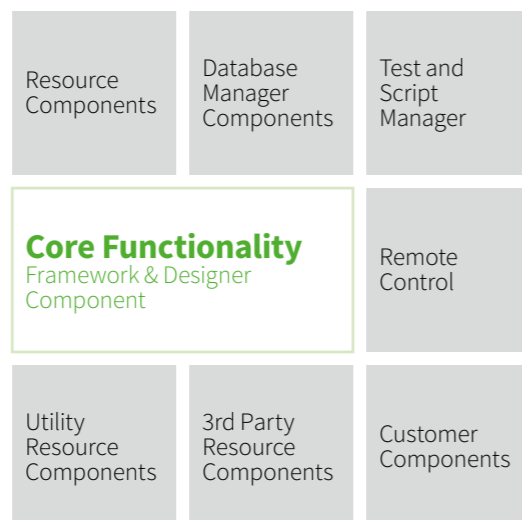 Resource
Components
Database
Manager
Components
Test and
Script
Manager
Core Functionality
Framework & Designer
Component
Remote
Control
Utility
Resource
Components
3rd Party
Resource
Components
Customer
Components